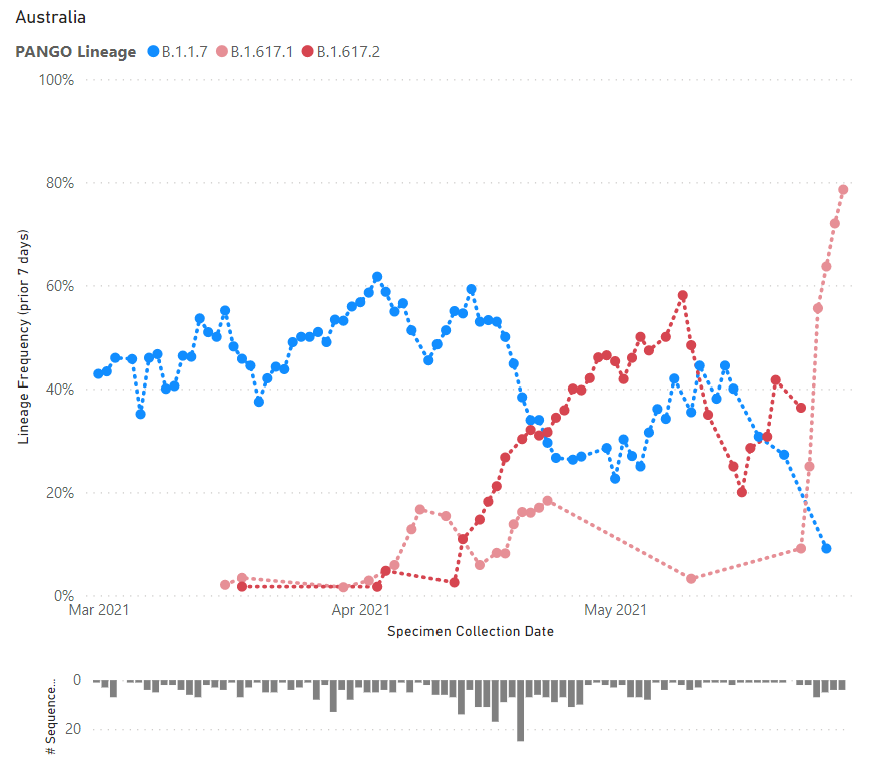 Australia
PANGO Lineage B.1.1.7 B.1.617.1 B.1.617.2
100%
80%
60%
40%
20%
0%
Lineage Frequency (prior 7 days)
Mar 2021 Apr 2021 May 2021
Specimen Collection Date
0
20
# Sequence...